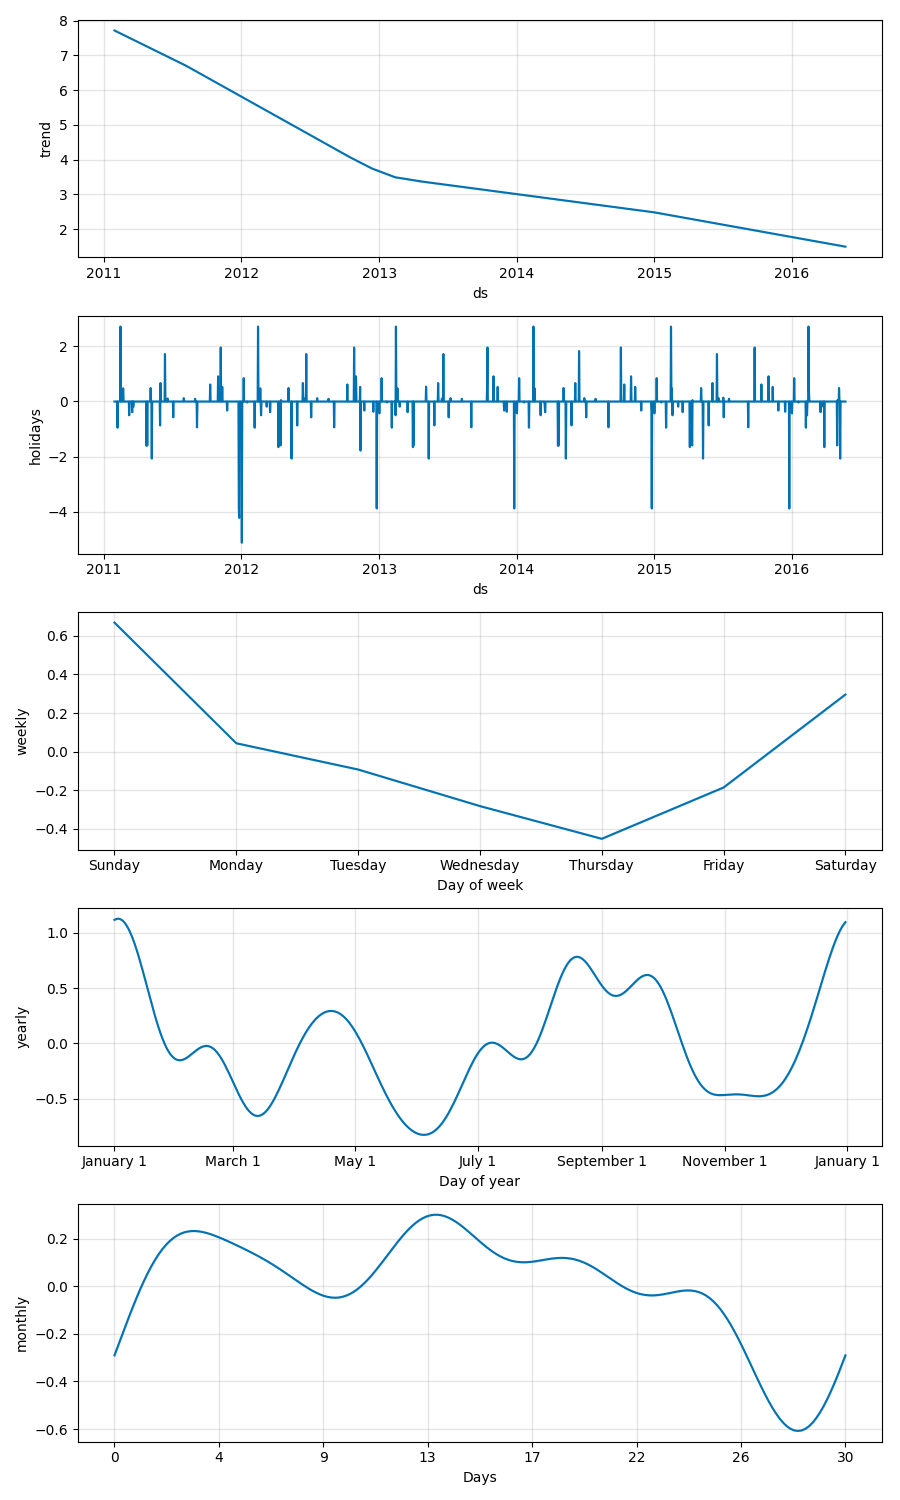 8
7
6
5
4
3
2
trend
2011 2012 2013 2014 2015 2016
ds
2
0
−2
−4
holidays
2011 2012 2013 2014 2015 2016
ds
0.6
0.4
0.2
0.0
−0.2
−0.4
weekly
Sunday Monday Tuesday Wednesday Thursday Friday Saturday
Day of week
1.0
0.5
0.0
−0.5
yearly
January 1 March 1 May 1 July 1 September 1 November 1 January 1
Day of year
0.2
0.0
−0.2
−0.4
−0.6
monthly
0 4 9 13 17 22 26 30
Days